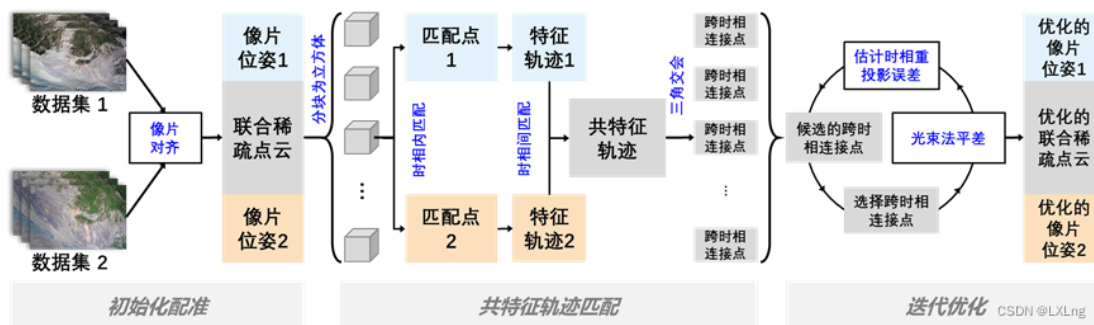 数据集 1
数据集 2
像片
对齐
像片
位姿1
联合稀
疏点云
像片
位姿2
分块为立方体
...
时相内匹配
匹配点
1
匹配点
2
特征
轨迹1
时相间匹配
特征
轨迹2
共特征
轨迹
三角交会
跨时相
连接点
跨时相
连接点
跨时相
连接点
...
跨时相
连接点
估计时相重
投影误差
候选的跨时
相连接点
光束法平差
选择跨时相
连接点
优化的
像片
位姿1
优化的
联合稀
疏点云
优化的
像片
位姿2
初始化配准
共特征轨迹匹配
迭代优化
CSDN @LXLng